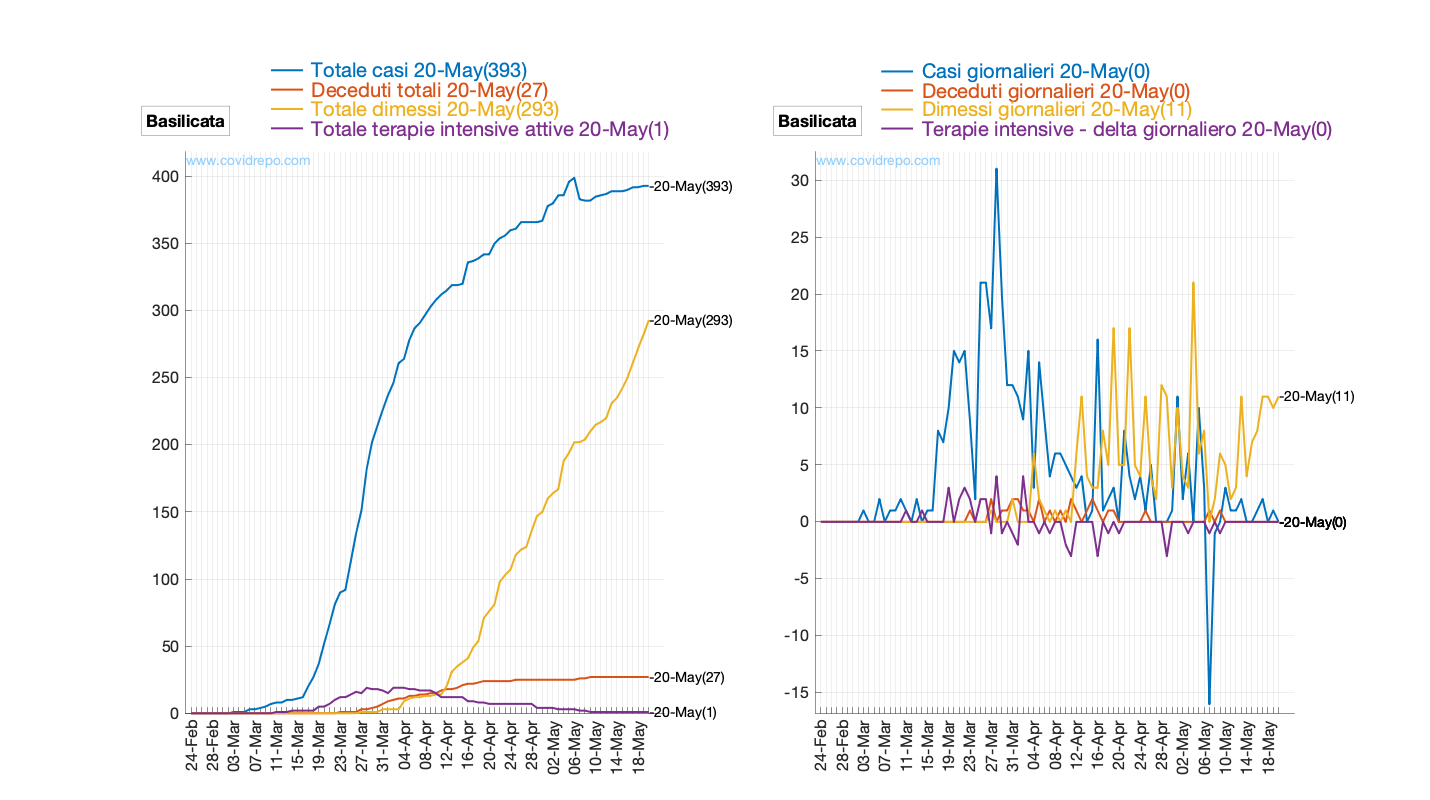 Totale casi 20-May(393)
Deceduti totali 20-May(27)
Totale dimessi 20-May(293)
Totale terapie intensive attive 20-May(1)
Basilicata
www.covidrepo.com
400
350
300
250
200
150
100
50
0
20-May(393)
20-May(293)
20-May(27)
20-May(1)
24-Feb
28-Feb
03-Mar
07-Mar
11-Mar
15-Mar
19-Mar
23-Mar
27-Mar
31-Mar
04-Apr
08-Apr
12-Apr
16-Apr
20-Apr
24-Apr
28-Apr
02-May
06-May
10-May
14-May
18-May
Casi giornalieri 20-May(0)
Deceduti giornalieri 20-May(0)
Dimessi giornalieri 20-May(11)
Terapie intensive - delta giornaliero 20-May(0)
Basilicata
www.covidrepo.com
30
25
20
15
10
5
0
-5
-10
-15
20-May(11)
20-May(0)
24-Feb
28-Feb
03-Mar
07-Mar
11-Mar
15-Mar
19-Mar
23-Mar
27-Mar
31-Mar
04-Apr
08-Apr
12-Apr
16-Apr
20-Apr
24-Apr
28-Apr
02-May
06-May
10-May
14-May
18-May